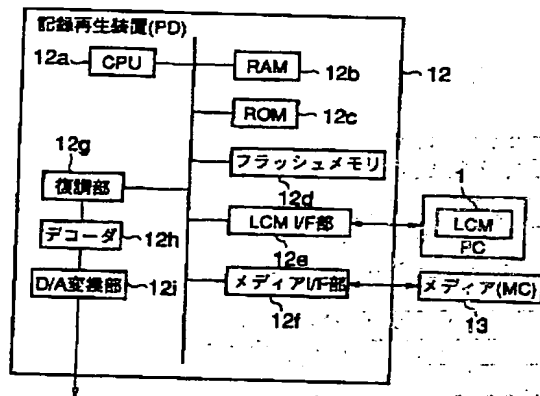 記録再生装置(PD)
12a
CPU
RAM
12b
12
ROM
12c
12g
フラッシュメモリ
12d
復調部
1
LCM I/F部
12e
LCM
PC
デコーダ
12h
D/A変換部
12i
メディアI/F部
12f
メディア(MC)
13